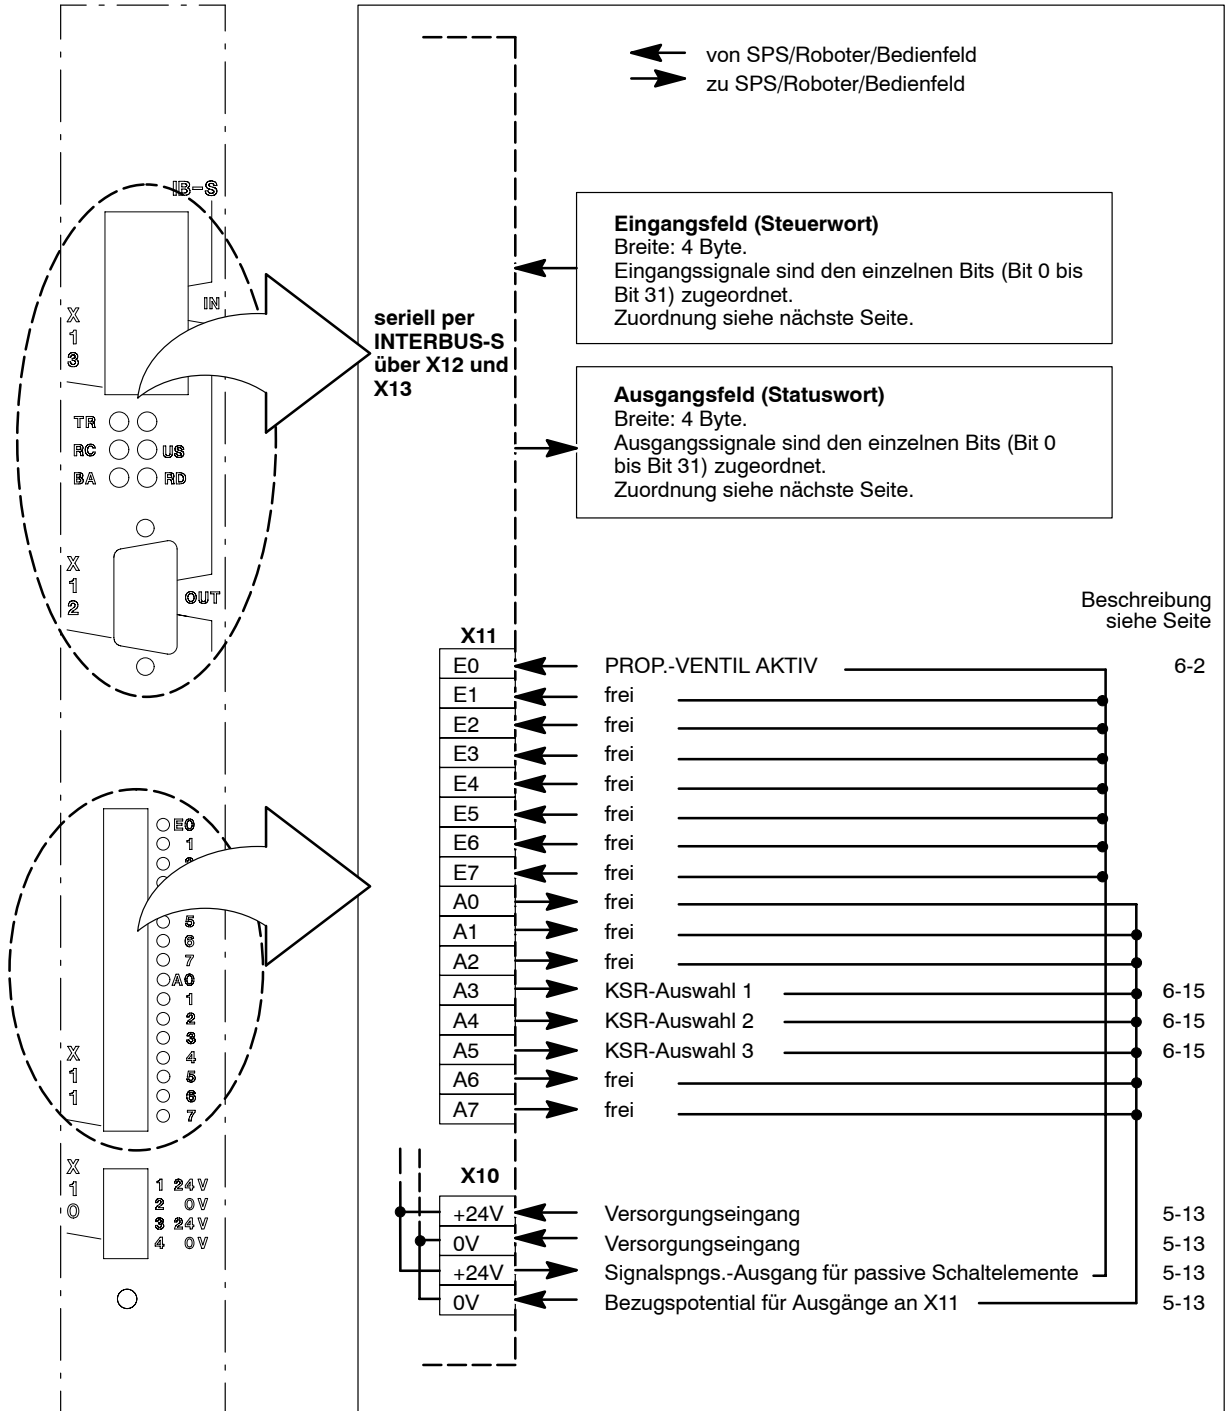 von SPS/Roboter/Bedienfeld
zu SPS/Roboter/Bedienfeld
IB-S
IN
X
1
3
TR
RC
US
BA
RD
X
1
2
OUT
seriell per
INTERBUS-S
über X12 und
X13
Eingangsfeld (Steuerwort)
Breite: 4 Byte.
Eingangssignale sind den einzelnen Bits (Bit 0 bis
Bit 31) zugeordnet.
Zuordnung siehe nächste Seite.
Ausgangsfeld (Statuswort)
Breite: 4 Byte.
Ausgangssignale sind den einzelnen Bits (Bit 0
bis Bit 31) zugeordnet.
Zuordnung siehe nächste Seite.
Beschreibung
siehe Seite
X11
E0 PROP.-VENTIL AKTIV 6-2
E1 frei
E2 frei
E3 frei
E4 frei
E5 frei
E6 frei
E7 frei
A0 frei
A1 frei
A2 frei
A3 KSR-Auswahl 1 6-15
A4 KSR-Auswahl 2 6-15
A5 KSR-Auswahl 3 6-15
A6 frei
A7 frei
E0
1
5
6
7
A0
1
2
3
4
5
6
7
X
1
1
X
1
0
1 24V
2 0V
3 24V
4 0V
X10
+24V Versorgungseingang 5-13
0V Versorgungseingang 5-13
+24V Signalspngs.-Ausgang für passive Schaltelemente 5-13
0V Bezugspotential für Ausgänge an X11 5-13